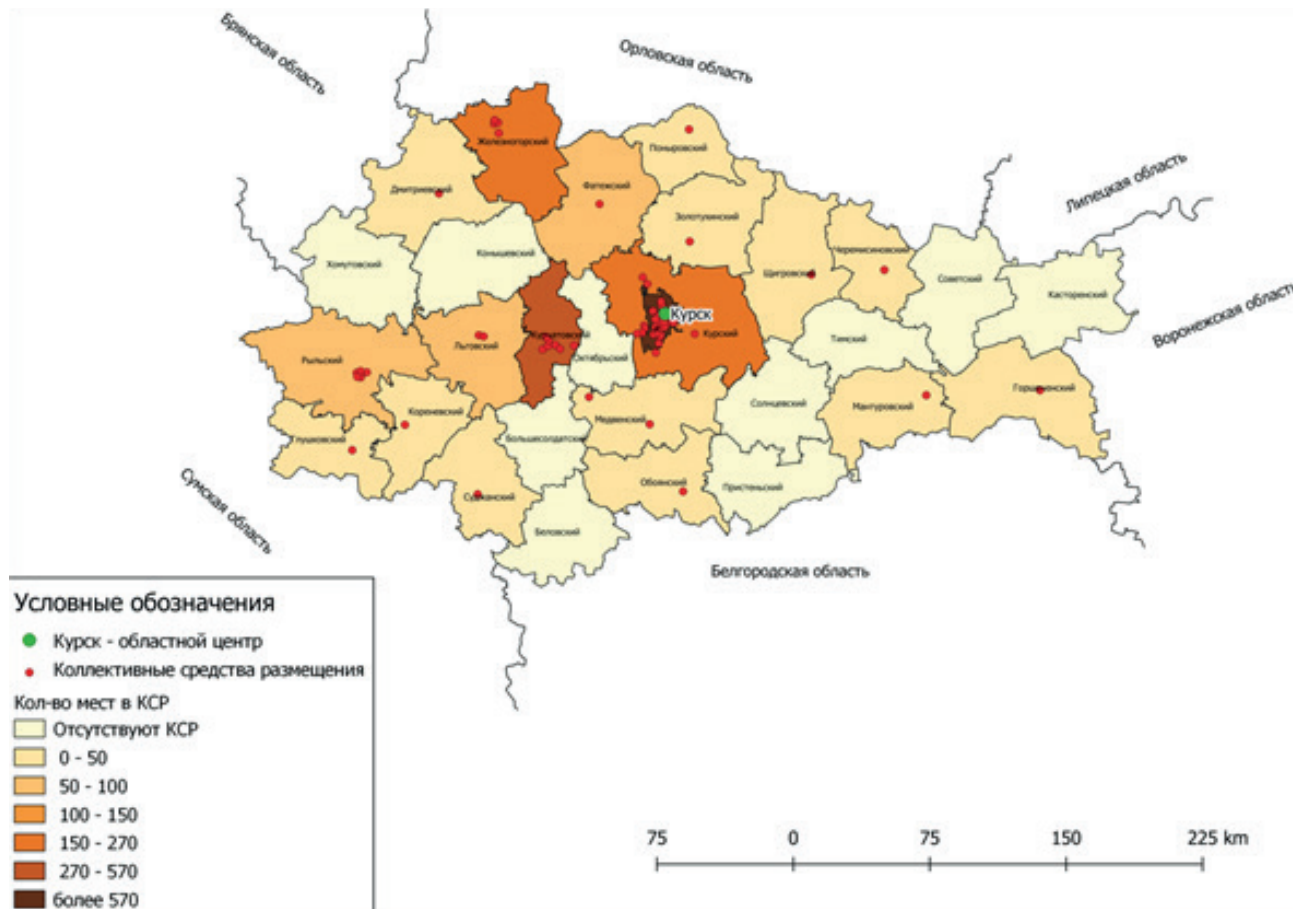 Брянская область
Орловская область
Липецкая область
Воронежская область
Сумская область
Белгородская область
Железногорский
Поныровский
Дмитриевский
Фатежский
Золотухинский
Конышевский
Хомутовский
Черемисиновский
Щигровский
Советский
Касторенский
Курск
Курский
Курчатовский
Октябрьский
Тимский
Льговский
Рыльский
Горшеченский
Мантуровский
Солнцевский
Медвенский
Кореневский
Большесолдатский
Глушковский
Обоянский
Пристеньский
Суджанский
Беловский
Условные обозначения
Курск - областной центр
Коллективные средства размещения
Кол-во мест в КСР
Отсутствуют КСР
0 - 50
50 - 100
100 - 150
150 - 270
270 - 570
более 570
75 0 75 150 225 km